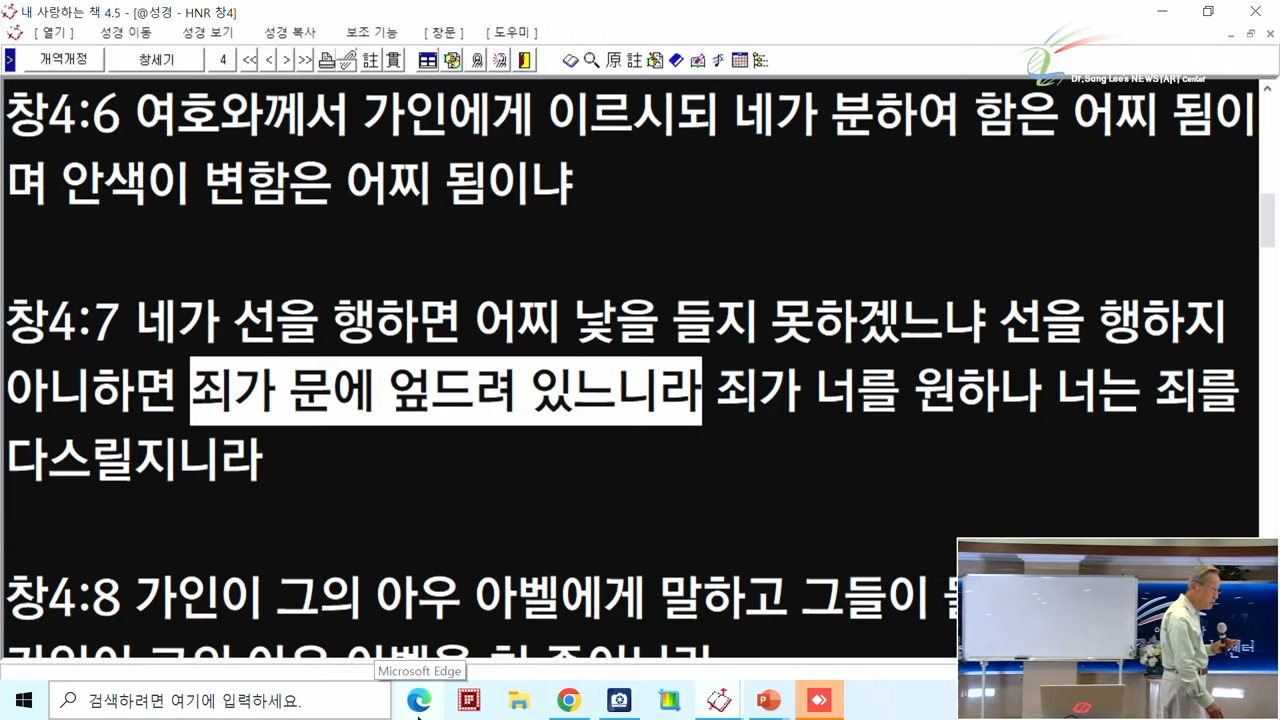 내 사랑하는 책 4.5 - [@성경 - HNR 창4]
[ 열기 ] 성경 이동 성경 보기 성경 복사 보조 기능 [ 창문 ] [ 도우미 ]
개역개정 창세기 4 << < > >> 註 貫 原 註
Dr.Sang Lee's NEWSTART Center
창4:6 여호와께서 가인에게 이르시되 네가 분하여 함은 어찌 됨이
며 안색이 변함은 어찌 됨이냐
창4:7 네가 선을 행하면 어찌 낯을 들지 못하겠느냐 선을 행하지
아니하면 죄가 문에 엎드려 있느니라 죄가 너를 원하나 너는 죄를
다스릴지니라
창4:8 가인이 그의 아우 아벨에게 말하고 그들이
Microsoft Edge
검색하려면 여기에 입력하세요.